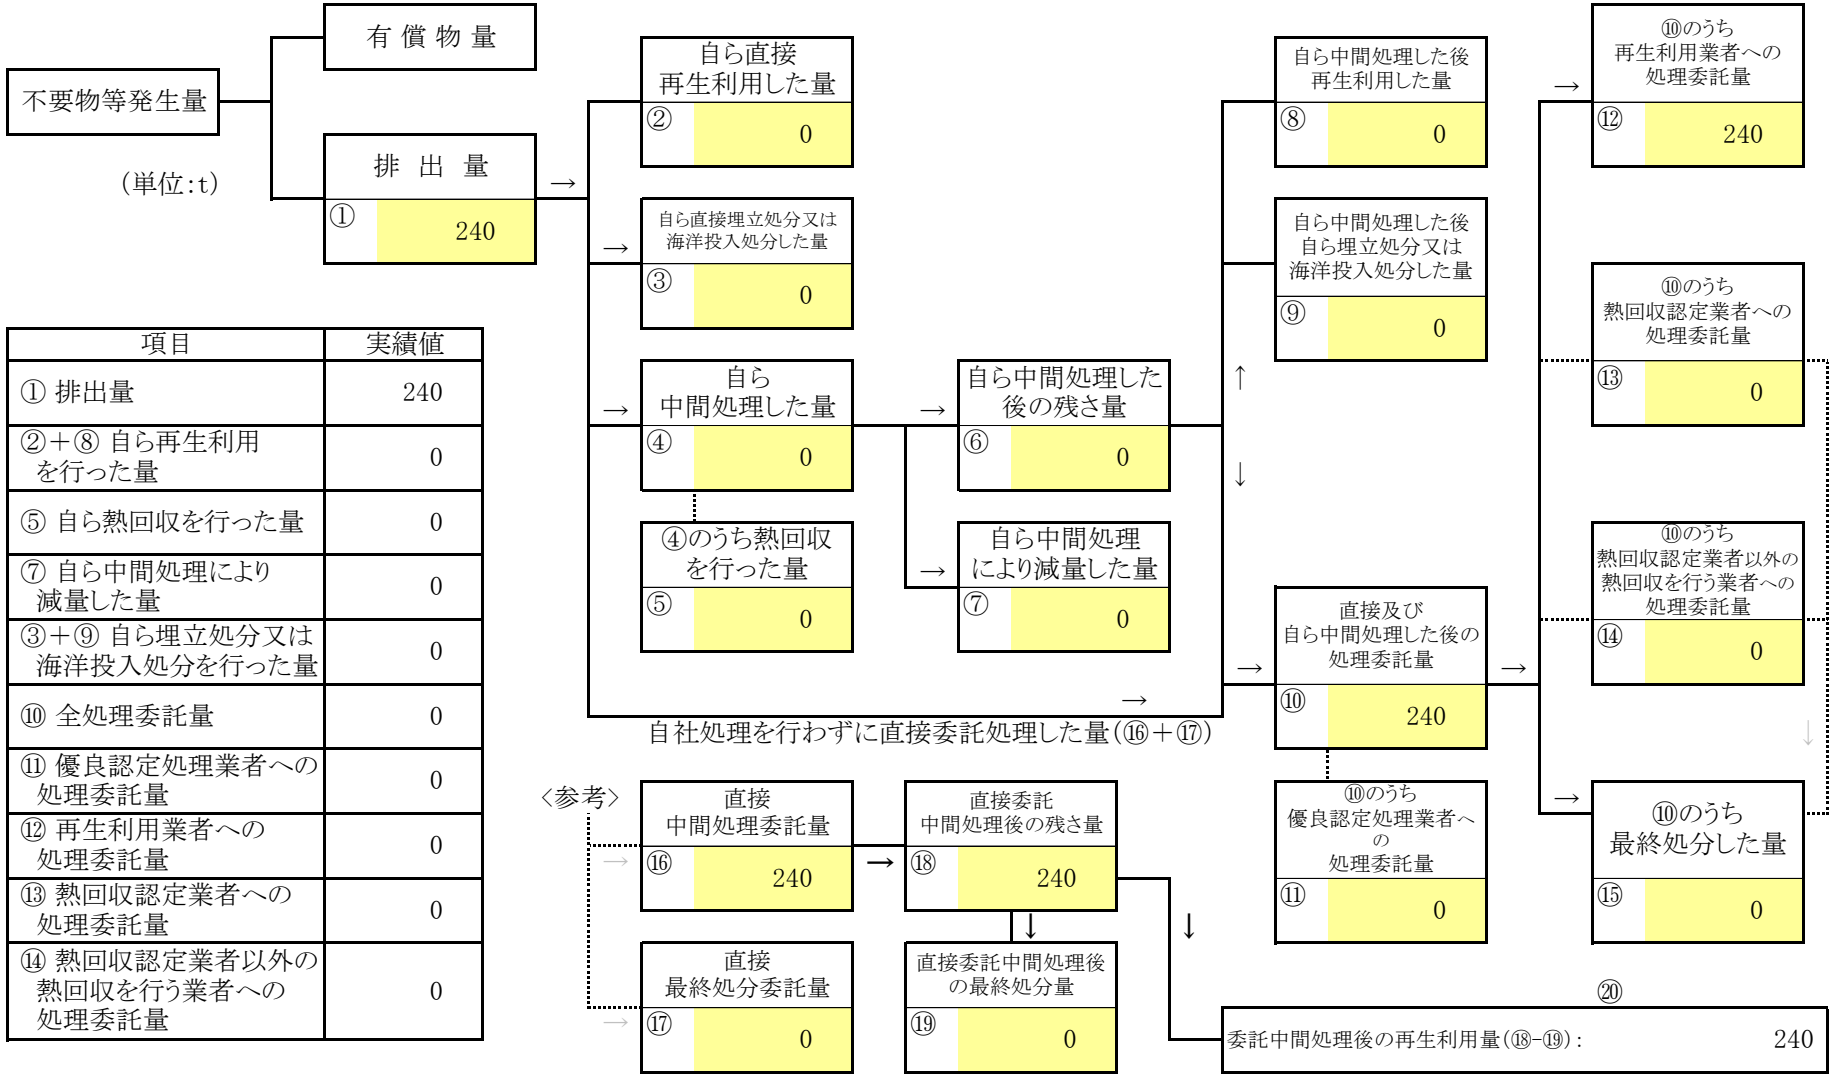 有 償 物 量
不要物等発生量
(単位:t)
排 出 量
→
①
240
自ら直接
再生利用した量
②
0
→
自ら直接埋立処分又は
海洋投入処分した量
③
0
→
自ら
中間処理した量
④
0
④のうち熱回収
を行った量
⑤
0
→
自ら中間処理した
後の残さ量
⑥
0
→
自ら中間処理
により減量した量
⑦
0
自ら中間処理した後
再生利用した量
⑧
0
自ら中間処理した後
自ら埋立処分又は
海洋投入処分した量
⑨
0
↑
↓
→
自社処理を行わずに直接委託処理した量(⑯+⑰)
→
直接及び
自ら中間処理した後の
処理委託量
⑩
240
→
⑩のうち
優良認定処理業者へ
の
処理委託量
⑪
0
→
⑩のうち
再生利用業者への
処理委託量
⑫
240
⑩のうち
熱回収認定業者への
処理委託量
⑬
0
⑩のうち
熱回収認定業者以外の
熱回収を行う業者への
処理委託量
⑭
0
↓
→
⑩のうち
最終処分した量
⑮
0
項目 実績値
① 排出量 240
②+⑧ 自ら再生利用
を行った量 0
⑤ 自ら熱回収を行った量 0
⑦ 自ら中間処理により
減量した量 0
③+⑨ 自ら埋立処分又は
海洋投入処分を行った量 0
⑩ 全処理委託量 0
⑪ 優良認定処理業者への
処理委託量 0
⑫ 再生利用業者への
処理委託量 0
⑬ 熱回収認定業者への
処理委託量 0
⑭ 熱回収認定業者以外の
熱回収を行う業者への
処理委託量 0
<参考>
→
直接
中間処理委託量
⑯
240
→
直接委託
中間処理後の残さ量
⑱
240
↓
↓
→
直接
最終処分委託量
⑰
0
直接委託中間処理後
の最終処分量
⑲
0
⑳
委託中間処理後の再生利用量(⑱-⑲): 240